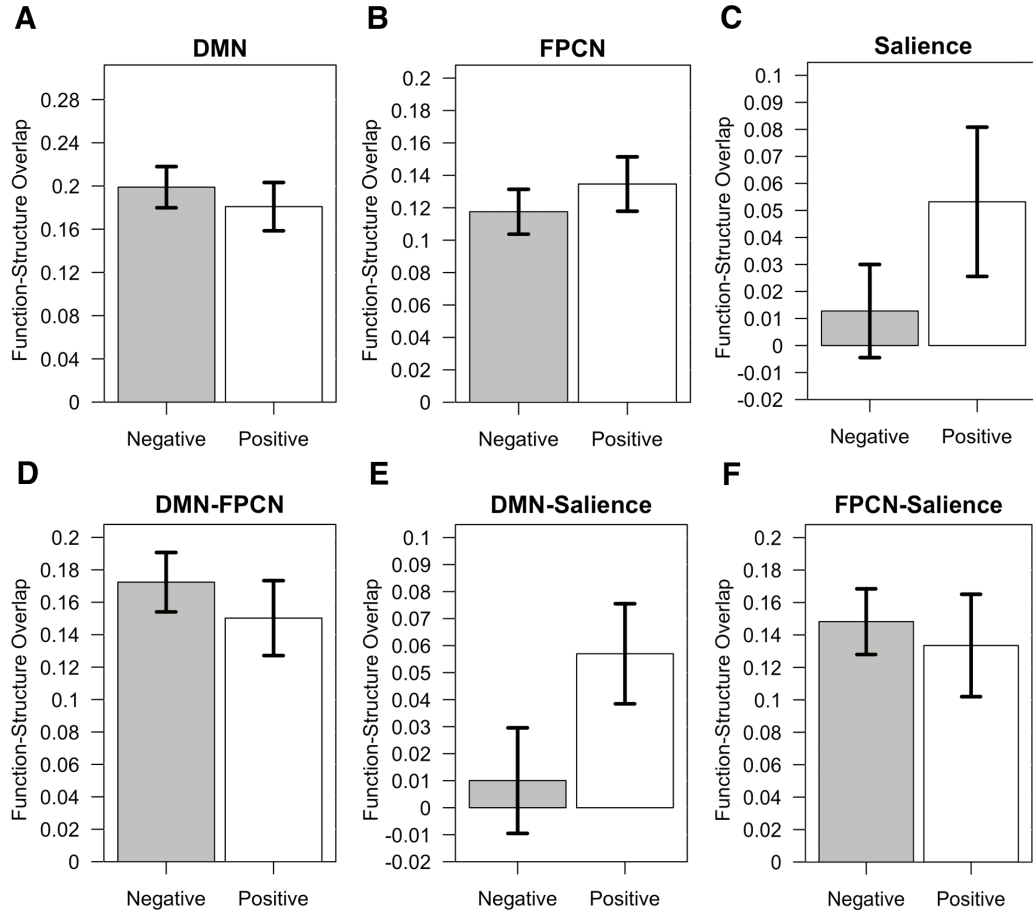 A
DMN
Function-Structure Overlap
0.28
0.24
0.2
0.16
0.12
0.08
0.04
0
Negative Positive
B
FPCN
Function-Structure Overlap
0.2
0.18
0.16
0.14
0.12
0.1
0.08
0.06
0.04
0.02
0
Negative Positive
C
Salience
Function-Structure Overlap
0.1
0.09
0.08
0.07
0.06
0.05
0.04
0.03
0.02
0.01
0
-0.01
-0.02
Negative Positive
D
DMN-FPCN
Function-Structure Overlap
0.2
0.18
0.16
0.14
0.12
0.1
0.08
0.06
0.04
0.02
0
Negative Positive
E
DMN-Salience
Function-Structure Overlap
0.1
0.09
0.08
0.07
0.06
0.05
0.04
0.03
0.02
0.01
0
-0.01
-0.02
Negative Positive
F
FPCN-Salience
Function-Structure Overlap
0.2
0.18
0.16
0.14
0.12
0.1
0.08
0.06
0.04
0.02
0
Negative Positive